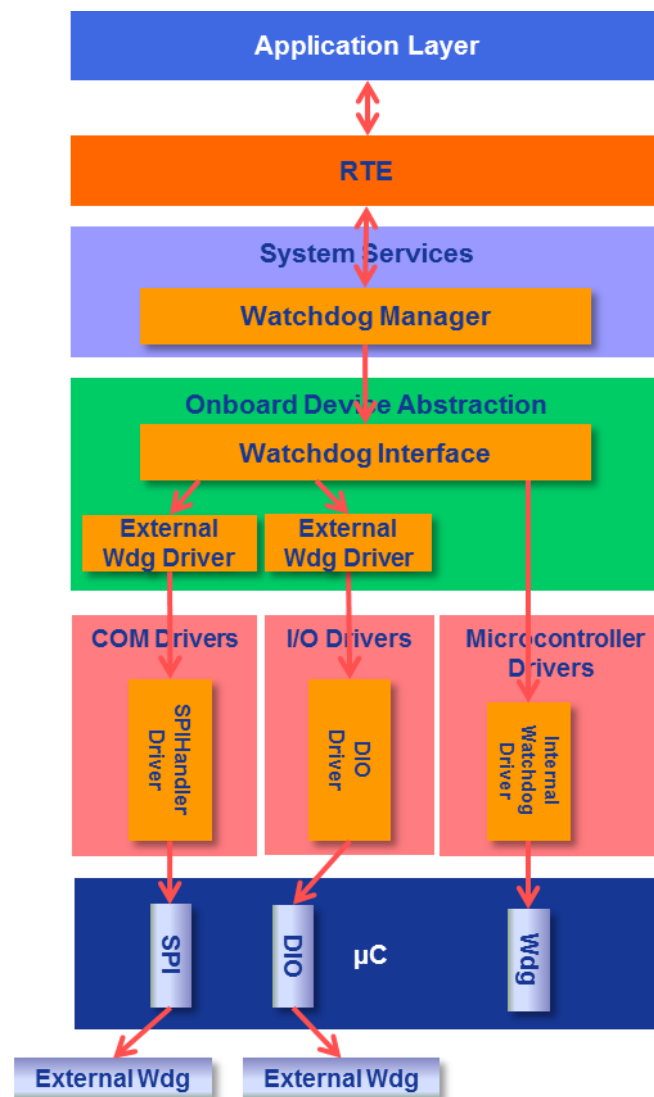 Application Layer
RTE
System Services
Watchdog Manager
Onboard Device Abstraction
Watchdog Interface
External
Wdg Driver
External
Wdg Driver
COM Drivers
I/O Drivers
Microcontroller
Drivers
SPIHandler
Driver
DIO
Driver
Internal
Watchdog
Driver
SPI
DIO
µC
Wdg
External Wdg
External Wdg